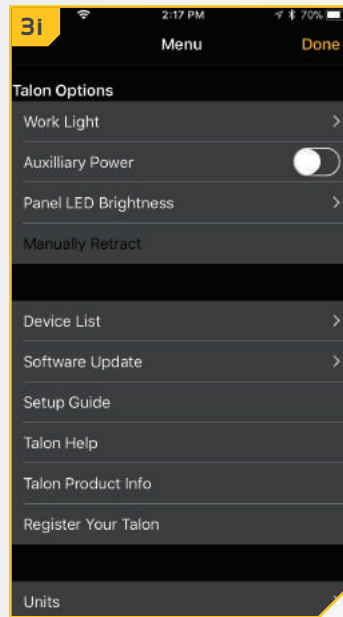 3i
2:17 PM
70%
Menu
Done
Talon Options
Work Light
Auxilliary Power
Panel LED Brightness
Manually Retract
Device List
Software Update
Setup Guide
Talon Help
Talon Product Info
Register Your Talon
Units